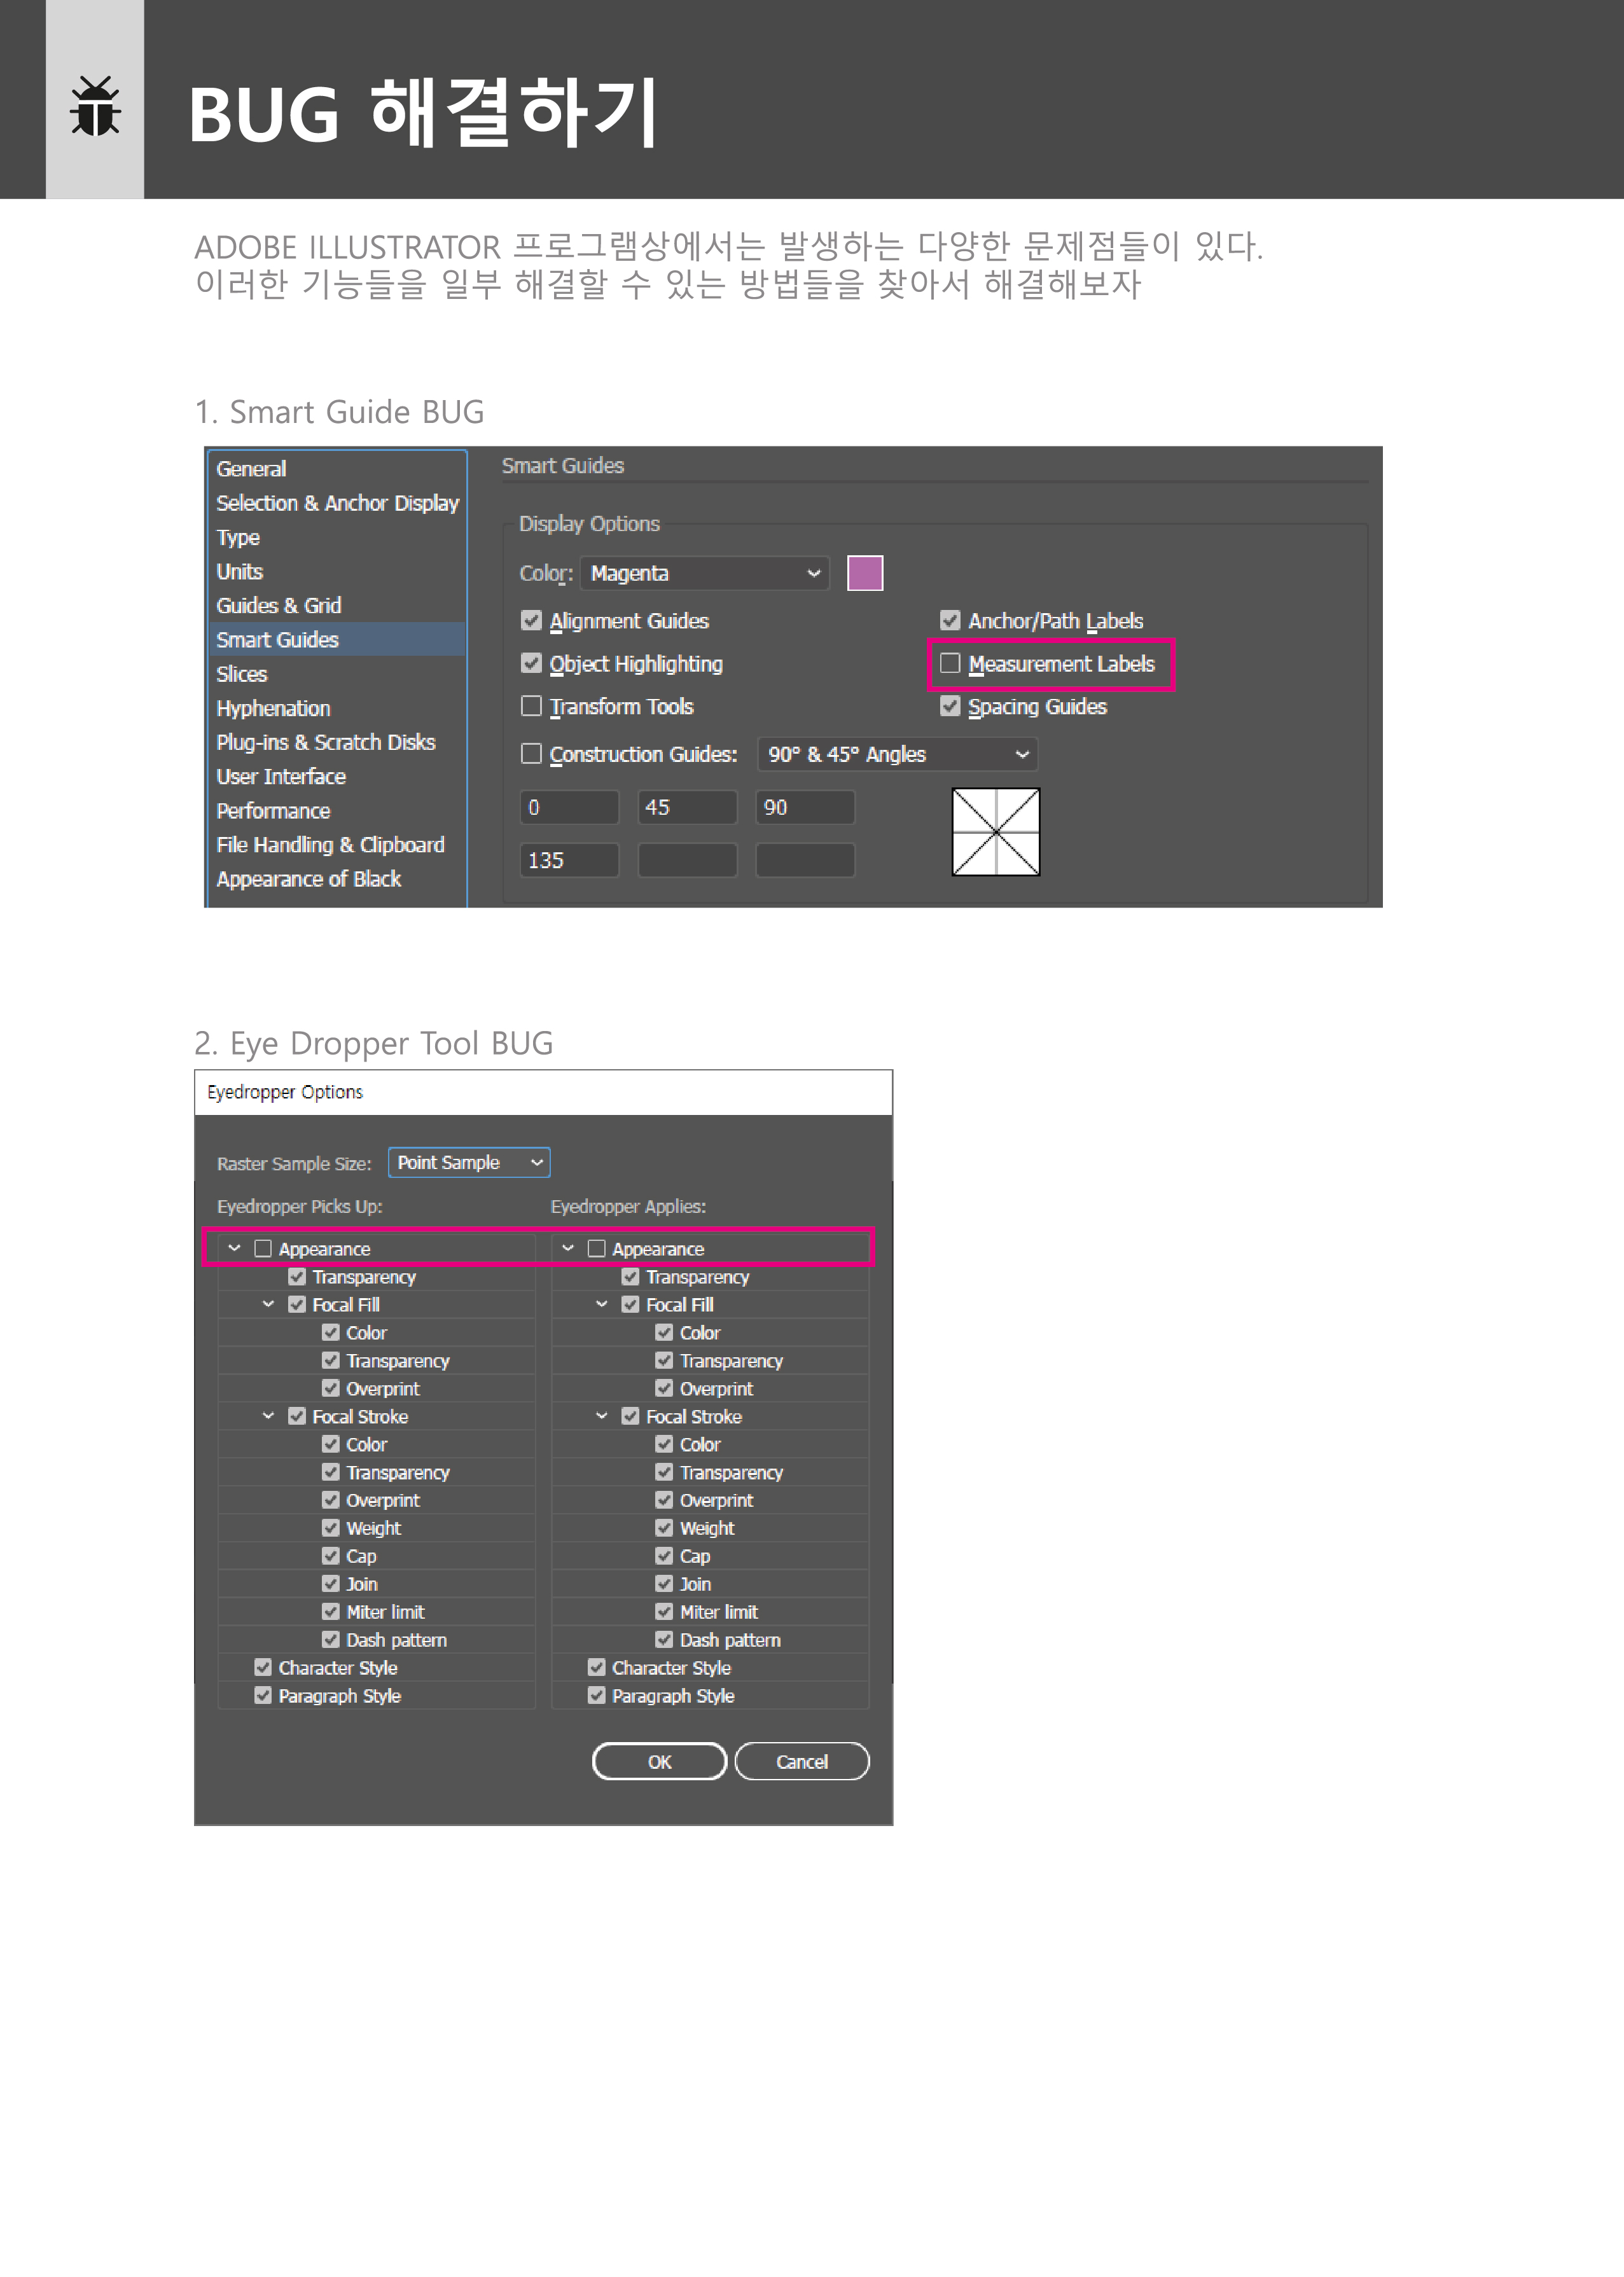 BUG 해결하기
ADOBE ILLUSTRATOR 프로그램상에서는 발생하는 다양한 문제점들이 있다.
이러한 기능들을 일부 해결할 수 있는 방법들을 찾아서 해결해보자
1. Smart Guide BUG
General
Selection & Anchor Display
Type
Units
Guides & Grid
Smart Guides
Slices
Hyphenation
Plug-ins & Scratch Disks
User Interface
Performance
File Handling & Clipboard
Appearance of Black
Smart Guides
Display Options
Color: Magenta
Alignment Guides Anchor/Path Labels
Object Highlighting Measurement Labels
Transform Tools Spacing Guides
Construction Guides: 90° & 45° Angles
0 45 90
135
2. Eye Dropper Tool BUG
Eyedropper Options
Raster Sample Size: Point Sample
Eyedropper Picks Up: Eyedropper Applies:
Appearance Appearance
Transparency Transparency
Focal Fill Focal Fill
Color Color
Transparency Transparency
Overprint Overprint
Focal Stroke Focal Stroke
Color Color
Transparency Transparency
Overprint Overprint
Weight Weight
Cap Cap
Join Join
Miter limit Miter limit
Dash pattern Dash pattern
Character Style Character Style
Paragraph Style Paragraph Style
OK Cancel